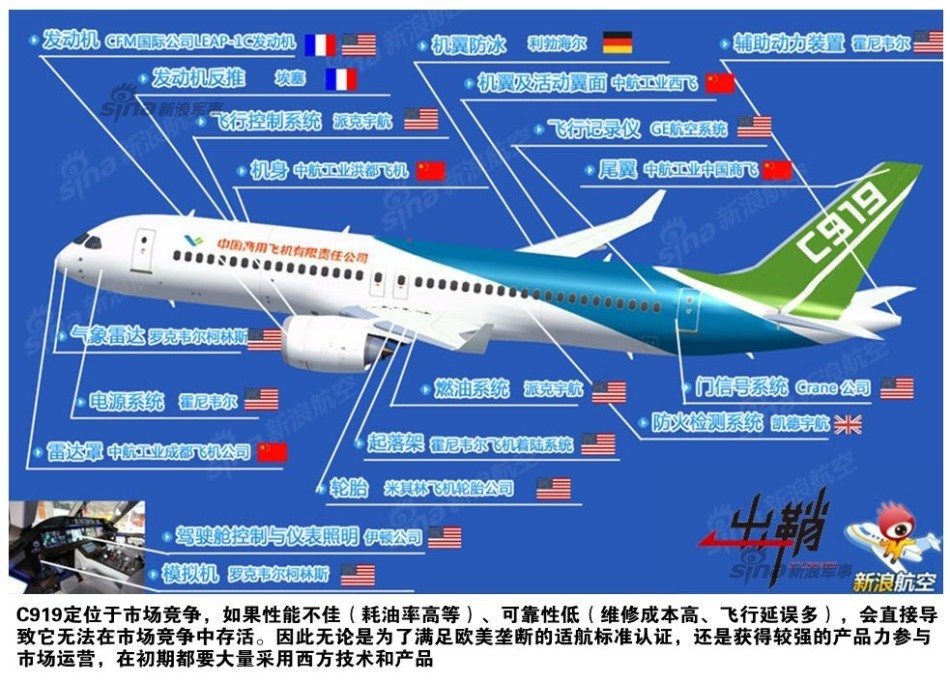 发动机 CFM国际公司LEAP-1C发动机
机翼防冰 利勃海尔
辅助动力装置 霍尼韦尔
发动机反推 埃塞
机翼及活动翼面 中航工业西飞
飞行控制系统 派克宇航
飞行记录仪 GE航空系统
机身 中航工业洪都飞机
尾翼 中航工业中国商飞
sina新浪军事
C919
中国商用飞机有限责任公司
气象雷达 罗克韦尔柯林斯
燃油系统 派克宇航
门信号系统 Crane公司
电源系统 霍尼韦尔
防火检测系统 凯德宇航
雷达罩 中航工业成都飞机公司
起落架 霍尼韦尔飞机着陆系统
轮胎 米其林飞机轮胎公司
驾驶舱控制与仪表照明 伊顿公司
模拟机 罗克韦尔柯林斯
出鞘
sina新浪军事
新浪航空
C919定位于市场竞争，如果性能不佳（耗油率高等）、可靠性低（维修成本高、飞行延误多），会直接导
致它无法在市场竞争中存活。因此无论是为了满足欧美垄断的适航标准认证，还是获得较强的产品力参与
市场运营，在初期都要大量采用西方技术和产品